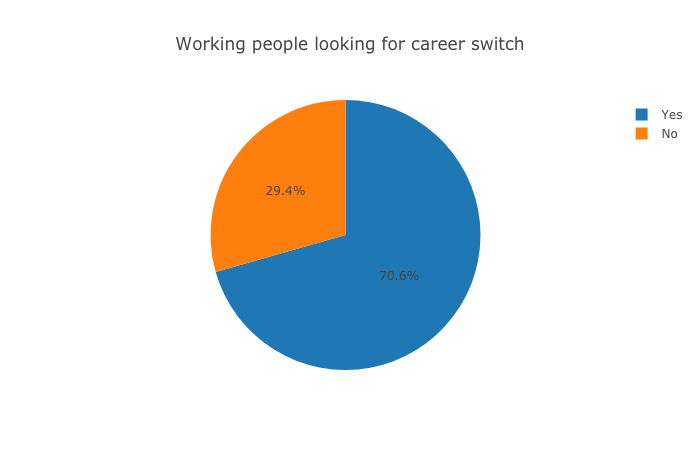 Working people looking for career switch
Yes
No
29.4%
70.6%